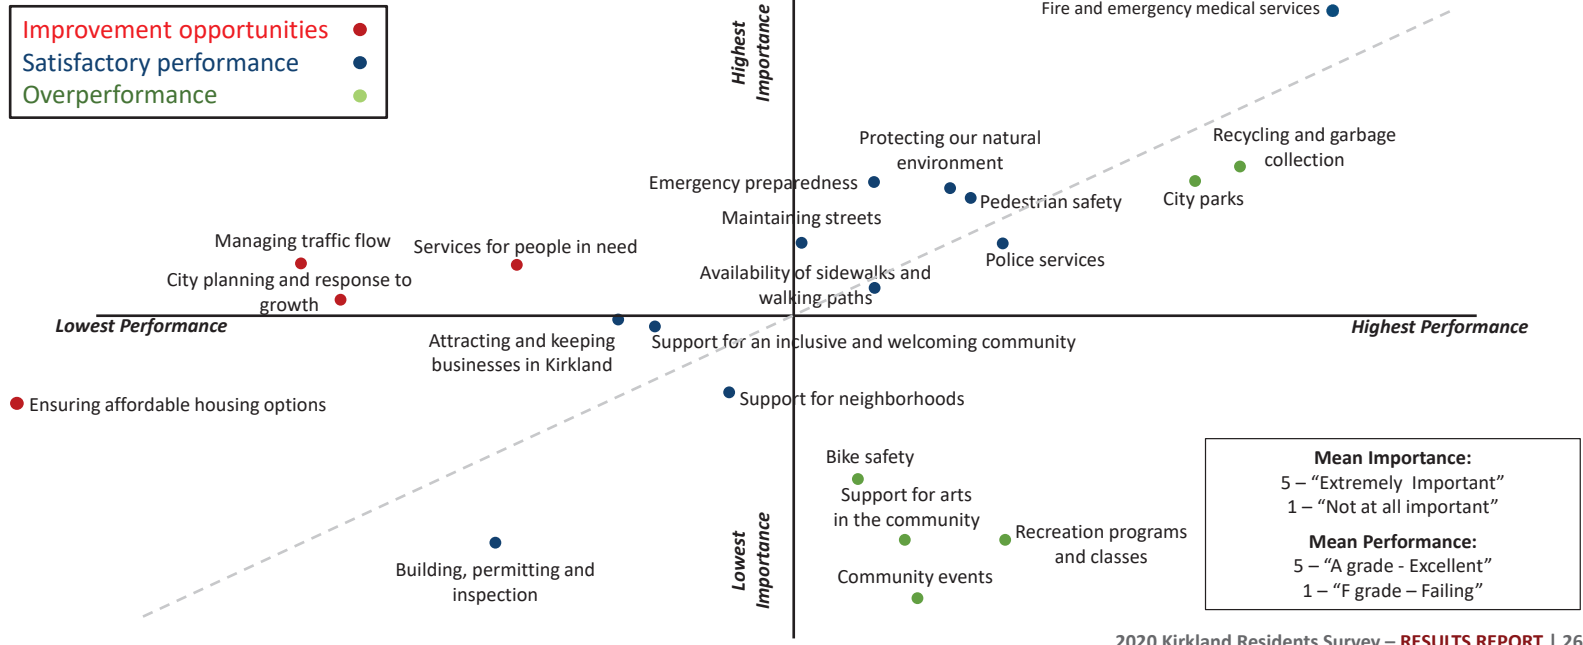 Improvement opportunities
Satisfactory performance
Overperformance
Highest
Importance
Fire and emergency medical services
Protecting our natural
environment
Recycling and garbage
collection
Emergency preparedness
Pedestrian safety
City parks
Maintaining streets
Managing traffic flow
Services for people in need
Police services
City planning and response to
growth
Availability of sidewalks and
walking paths
Lowest Performance
Highest Performance
Attracting and keeping
businesses in Kirkland
Support for an inclusive and welcoming community
Ensuring affordable housing options
Support for neighborhoods
Bike safety
Support for arts
in the community
Recreation programs
and classes
Community events
Building, permitting and
inspection
Lowest
Importance
Mean Importance:
5 – “Extremely  Important”
1 – “Not at all important”
Mean Performance:
5 – “A grade - Excellent”
1 – “F grade – Failing”
2020 Kirkland Residents Survey – RESULTS REPORT | 26